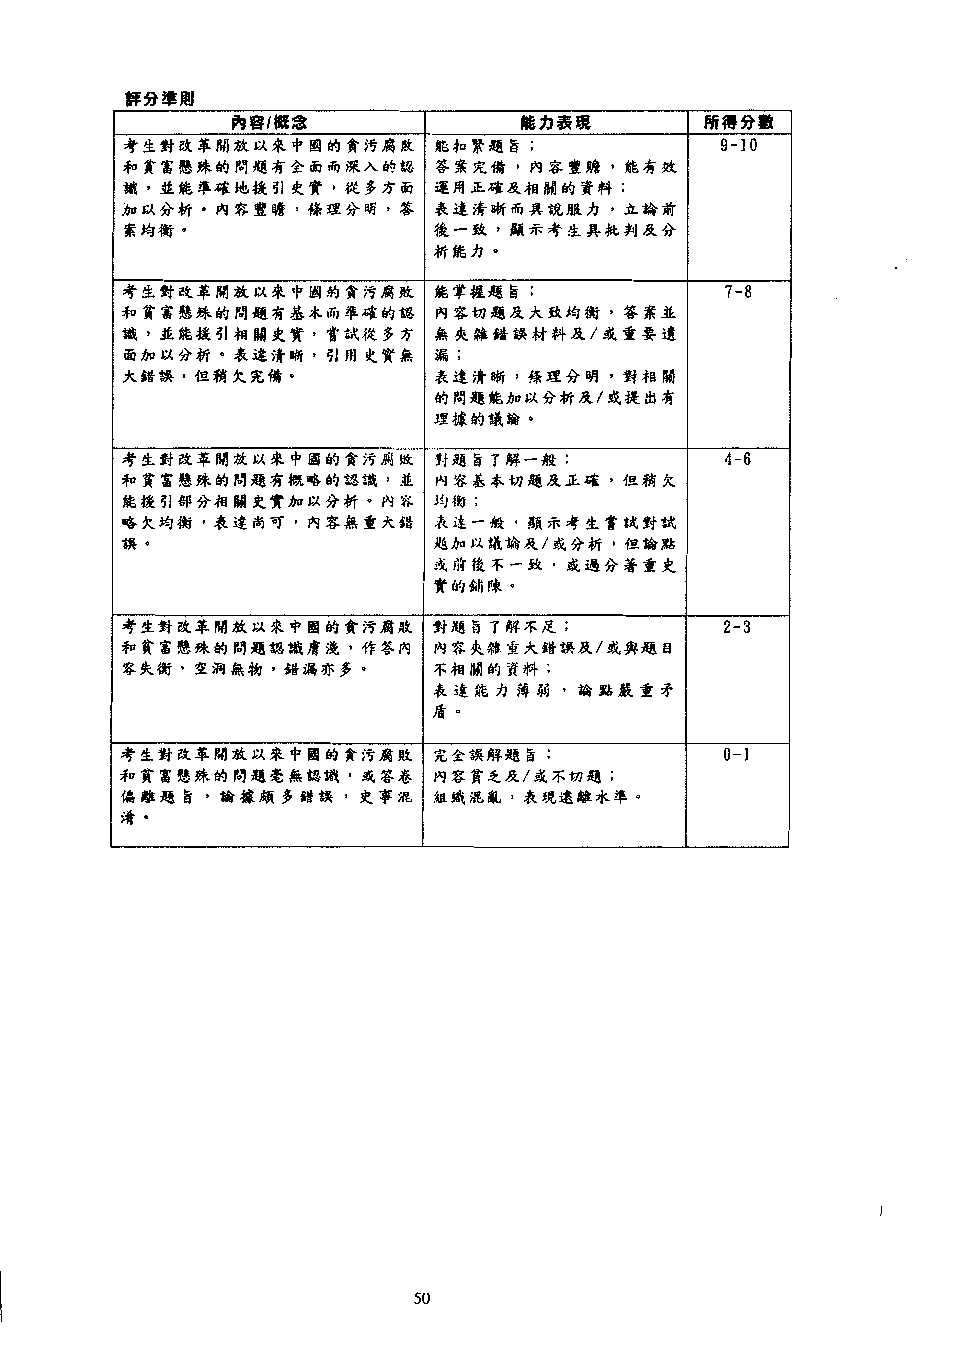 評分準則
內容/概念 能力表現 所得分數
考生對改革開放以來中國的貪污腐敗
和貧富懸殊的問題有全面而深入的認
識，並能準確地援引史實，從多方面
加以分析。內容豐贍，條理分明，答
案均衡。
能扣緊題旨；
答案完備，內容豐贍，能有效
運用正確及相關的資料；
表達清晰而具說服力，立論前
後一致，顯示考生具批判及分
析能力。
9-10
考生對改革開放以來中國的貪污腐敗
和貧富懸殊的問題有基本而準確的認
識，並能援引相關史實，嘗試從多方
面加以分析。表達清晰，引用史實無
大錯誤，但稍欠完備。
能掌握題旨；
內容切題及大致均衡，答案並
無夾雜錯誤材料及/或重要遺
漏；
表達清晰，條理分明，對相關
的問題能加以分析及/或提出有
理據的議論。
7-8
考生對改革開放以來中國的貪污腐敗
和貧富懸殊的問題有概略的認識，並
能援引部分相關史實加以分析。內容
略欠均衡，表達尚可，內容無重大錯
誤。
對題旨了解一般；
內容基本切題及正確，但稍欠
均衡；
表達一般，顯示考生嘗試對試
題加以議論及/或分析，但論點
或前後不一致，或過分著重史
實的鋪陳。
4-6
考生對改革開放以來中國的貪污腐敗
和貧富懸殊的問題認識膚淺，作答內
容失衡，空洞無物，錯漏亦多。
對題旨了解不足；
內容夾雜重大錯誤及/或與題目
不相關的資料；
表達能力薄弱，論點嚴重矛
盾。
2-3
考生對改革開放以來中國的貪污腐敗
和貧富懸殊的問題毫無認識，或答卷
偏離題旨，論據頗多錯誤，史事混
淆。
完全誤解題旨；
內容貧乏及/或不切題；
組織混亂，表現遠離水準。
0-1
50